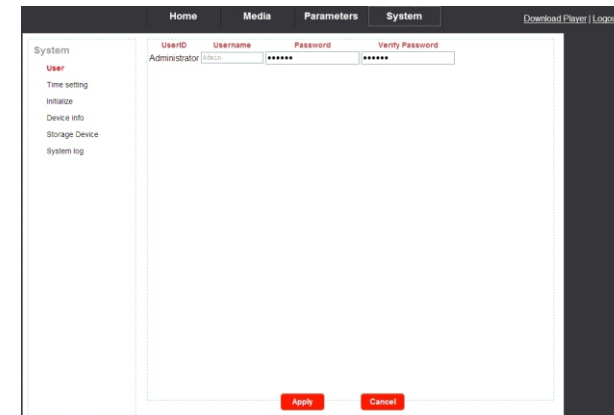 Home Media Parameters System Download Player | Logou
System
User
Time setting
Initialize
Device info
Storage Device
System log
UserID Username Password Verify Password
Administrator Admin •••••• ••••••
Apply Cancel